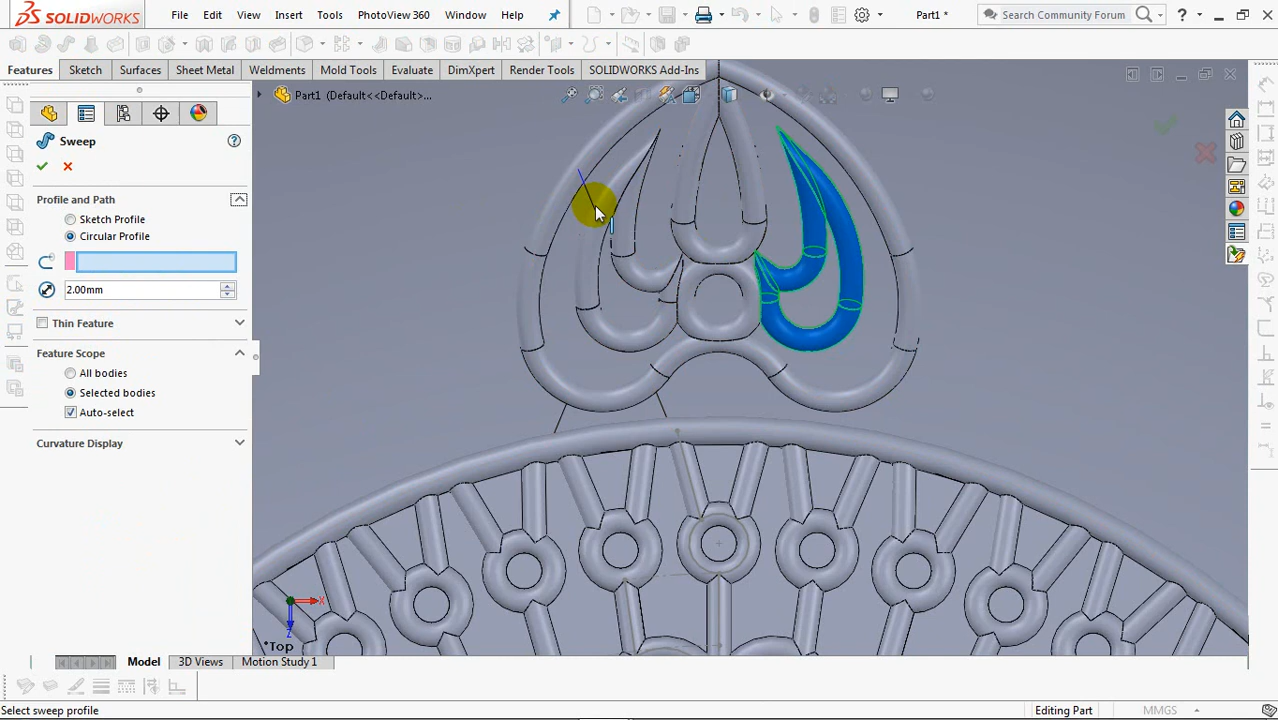 SOLIDWORKS
File Edit View Insert Tools PhotoView 360 Window Help
Part1 *
Search Community Forum
?
Features Sketch Surfaces Sheet Metal Weldments Mold Tools Evaluate DimXpert Render Tools SOLIDWORKS Add-Ins
Part1 (Default<<Default>...
Sweep
?
Profile and Path
Sketch Profile
Circular Profile
2.00mm
Thin Feature
Feature Scope
All bodies
Selected bodies
Auto-select
Curvature Display
X
Z
*Top
Model 3D Views Motion Study 1
Select sweep profile
Editing Part
MMGS